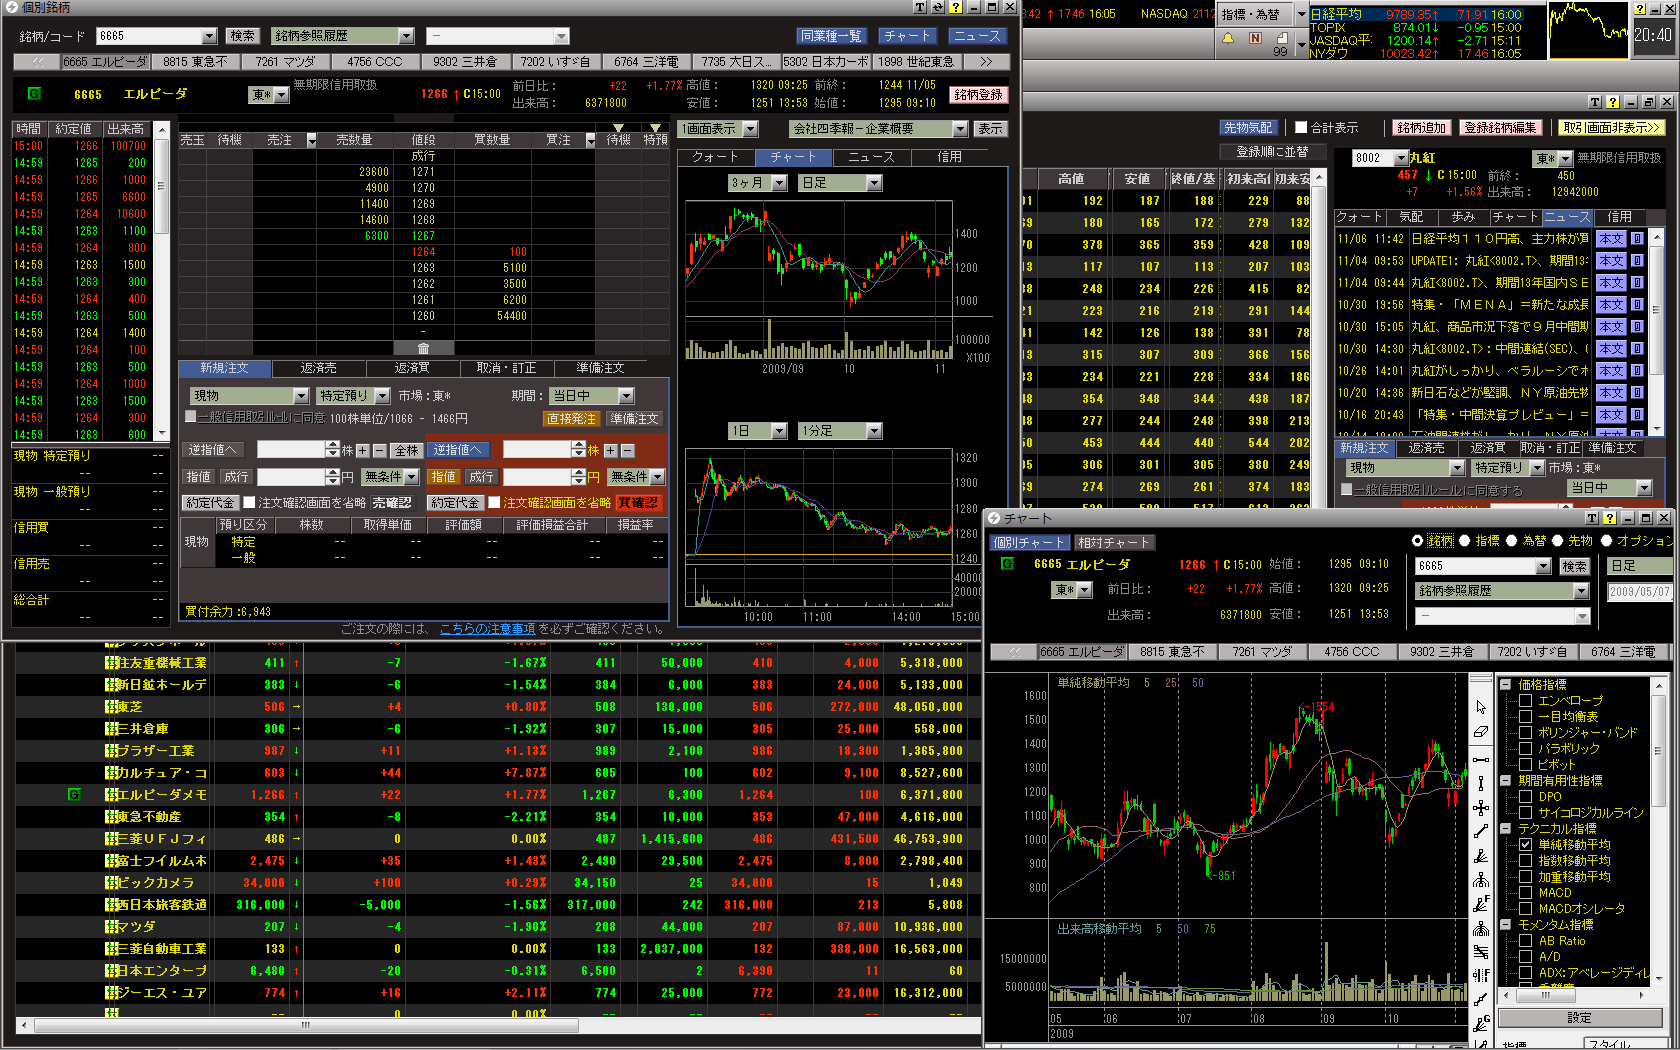 個別銘柄
銘柄/コード 6665 検索 銘柄参照履歴 同業種一覧 チャート ニュース
6665 エルピーダ 8815 東急不 7261 マツダ 4756 CCC 9302 三井倉 7202 いすゞ自 6764 三洋電 7735 大日ス… 5302 日本カーボ 1898 世紀東急 >>
G 6665 エルピーダ 東* 無期限信用取扱 1266 ↑ C15:00 前日比: +22 +1.77% 高値: 1320 09:25 前終: 1244 11/05
出来高: 6371800 安値: 1251 13:53 始値: 1295 09:10 銘柄登録
時間 約定値 出来高
15:00 1266 100700
14:59 1265 200
14:59 1266 1000
14:59 1265 6600
14:59 1264 10600
14:59 1263 1100
14:59 1264 800
14:59 1263 1500
14:59 1263 300
14:59 1264 400
14:59 1263 500
14:59 1264 1400
14:59 1264 100
14:59 1263 500
14:59 1264 1000
14:59 1263 1500
14:59 1264 300
14:59 1263 600
売玉 待機 売注 売数量 値段 買数量 買注 待機 特預
成行
23600 1271
4900 1270
11400 1269
14600 1268
6300 1267
1264 100
1263 5100
1262 3500
1261 6200
1260 54400
現物 特定預り --
--
現物 一般預り --
--
信用買 --
--
信用売 --
--
総合計 --
--
新規注文 返済売 返済買 取消・訂正 準備注文
現物 特定預り 市場:東* 期間: 当日中
一般信用取引ルールに同意 100株単位/1066 - 1466円 直接発注 準備注文
逆指値へ 株 + - 全株 逆指値へ 株 + -
指値 成行 円 無条件 指値 成行 円 無条件
約定代金 注文確認画面を省略 売確認 約定代金 注文確認画面を省略 買確認
預り区分 株数 取得単価 評価額 評価損益合計 損益率
現物 特定 -- -- -- -- --
一般 -- -- -- -- --
買付余力:6,943
ご注文の際には、こちらの注意事項を必ずご確認ください。
1画面表示 会社四季報-企業概要 表示
クォート チャート ニュース 信用
3ヶ月 日足
1400
1200
1000
100000
X100
2009/09 10 11
1日 1分足
1320
1300
1280
1260
1240
40000
20000
10:00 11:00 14:00 15:00
3.42 ↑ 17.46 16:05 NASDAQ 2112 指標・為替
99
日経平均 9789.35↑ 71.91 16:00
TOPIX 874.01↓ -0.95 15:00
JASDAQ平: 1200.14↑ -2.71 15:11
NYダウ 10023.42↑ 17.46 16:05
20:40
先物気配 合計表示 銘柄追加 登録銘柄編集 取引画面非表示>>
登録順に並替
高値 安値 終値/基 初来高 初来安
192 187 188 229 88
180 165 172 279 132
378 365 359 428 109
117 107 113 207 103
248 234 226 415 82
223 216 219 291 144
142 126 138 391 78
315 307 309 366 156
234 221 228 334 186
354 348 344 438 187
277 244 248 398 213
453 444 440 544 202
306 301 305 380 249
274 269 261 374 183
8002 丸紅 東* 無期限信用取扱
457 ↓ C 15:00 前終: 450
+7 +1.56% 出来高: 12942000
クォート 気配 歩み チャート ニュース 信用
11/06 11:42 日経平均110円高、主力株が買 本文
11/04 09:53 UPDATE1: 丸紅<8002.T>、期間13 本文
11/04 09:44 丸紅<8002.T>、期間13年国内SE 本文
10/30 19:56 特集・「MENA」=新たな成長 本文
10/30 15:05 丸紅、商品市況下落で9月中間期 本文
10/30 14:30 丸紅<8002.T>:中間連結(SEC)、 本文
10/26 14:01 丸紅がしっかり、ベラルーシでオ 本文
10/20 14:36 新日石などが堅調、NY原油先物 本文
10/16 20:43 「特集・中間決算プレビュー」= 本文
新規注文 返済売 返済買 取消・訂正 準備注文
現物 特定預り 市場:東*
一般信用取引ルールに同意する 当日中
住友重機械工業 411 ↑ -7 -1.67% 411 50,000 410 4,000 5,318,000
新日鉱ホールデ 383 ↓ -6 -1.54% 384 6,000 383 24,000 5,133,000
東芝 506 → +4 +0.80% 508 130,000 506 272,000 48,050,000
三井倉庫 306 → -6 -1.92% 307 15,000 305 25,000 558,000
ブラザー工業 987 ↓ +11 +1.13% 989 2,100 986 18,300 1,365,800
カルチュア・コ 603 ↓ +44 +7.87% 605 100 602 9,100 8,527,600
G エルピーダメモ 1,266 ↑ +22 +1.77% 1,267 6,300 1,264 100 6,371,800
東急不動産 354 ↑ -8 -2.21% 354 10,000 353 47,000 4,616,000
三菱UFJフィ 486 → 0 0.00% 487 1,415,600 486 431,500 46,753,900
富士フイルムホ 2,475 ↓ +35 +1.43% 2,490 29,500 2,475 8,800 2,798,400
ビックカメラ 34,000 ↓ +100 +0.29% 34,150 25 34,000 15 1,049
西日本旅客鉄道 316,000 ↓ -5,000 -1.56% 317,000 242 316,000 213 5,808
マツダ 207 ↓ -4 -1.90% 208 44,000 207 87,000 10,936,000
三菱自動車工業 133 ↑ 0 0.00% 133 2,037,000 132 388,000 16,563,000
日本エンタープ 6,480 ↑ -20 -0.31% 6,500 2 6,390 11 60
ジーエス・ユア 774 ↑ +16 +2.11% 774 25,000 772 23,000 16,312,000
チャート
個別チャート 相対チャート 銘柄 指標 為替 先物 オプション
G 6665 エルピーダ 1266 ↑ C15:00 始値: 1295 09:10 6665 検索 日足
東* 前日比: +22 +1.77% 高値: 1320 09:25 銘柄参照履歴 2009/05/07
出来高: 6371800 安値: 1251 13:53
6665 エルピーダ 8815 東急不 7261 マツダ 4756 CCC 9302 三井倉 7202 いすゞ自 6764 三洋電
単純移動平均 5 25 50
1600
1500
1400
1300
1200
1100
1000
900
800
1554
851
出来高移動平均 5 50 75
15000000
5000000
05 06 07 08 09 10
2009
価格指標
エンベロープ
一目均衡表
ボリンジャー・バンド
パラボリック
ピボット
期間有用性指標
DPO
サイコロジカルライン
テクニカル指標
単純移動平均
指数移動平均
加重移動平均
MACD
MACDオシレータ
モメンタム指標
AB Ratio
A/D
ADX:アベレージディレ
設定
指標 スタイル